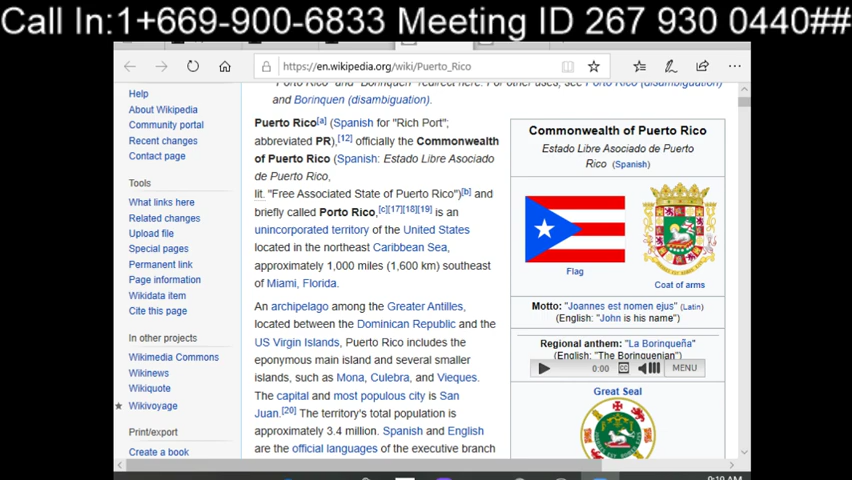 Call In:1+669-900-6833 Meeting ID 267 930 0440##
https://en.wikipedia.org/wiki/Puerto_Rico
and Borinquen (disambiguation).
Help
About Wikipedia
Community portal
Recent changes
Contact page
Tools
What links here
Related changes
Upload file
Special pages
Permanent link
Page information
Wikidata item
Cite this page
In other projects
Wikimedia Commons
Wikinews
Wikiquote
Wikivoyage
Print/export
Create a book
Puerto Rico[a] (Spanish for "Rich Port";
abbreviated PR),[12] officially the Commonwealth
of Puerto Rico (Spanish: Estado Libre Asociado
de Puerto Rico,
lit. "Free Associated State of Puerto Rico")[b] and
briefly called Porto Rico,[c][17][18][19] is an
unincorporated territory of the United States
located in the northeast Caribbean Sea,
approximately 1,000 miles (1,600 km) southeast
of Miami, Florida.
An archipelago among the Greater Antilles,
located between the Dominican Republic and the
US Virgin Islands, Puerto Rico includes the
eponymous main island and several smaller
islands, such as Mona, Culebra, and Vieques.
The capital and most populous city is San
Juan.[20] The territory's total population is
approximately 3.4 million. Spanish and English
are the official languages of the executive branch
Commonwealth of Puerto Rico
Estado Libre Asociado de Puerto
Rico (Spanish)
Flag
Coat of arms
Motto: "Joannes est nomen ejus" (Latin)
(English: "John is his name")
Regional anthem: "La Borinqueña"
(English: "The Borinquenian")
0:00
MENU
Great Seal